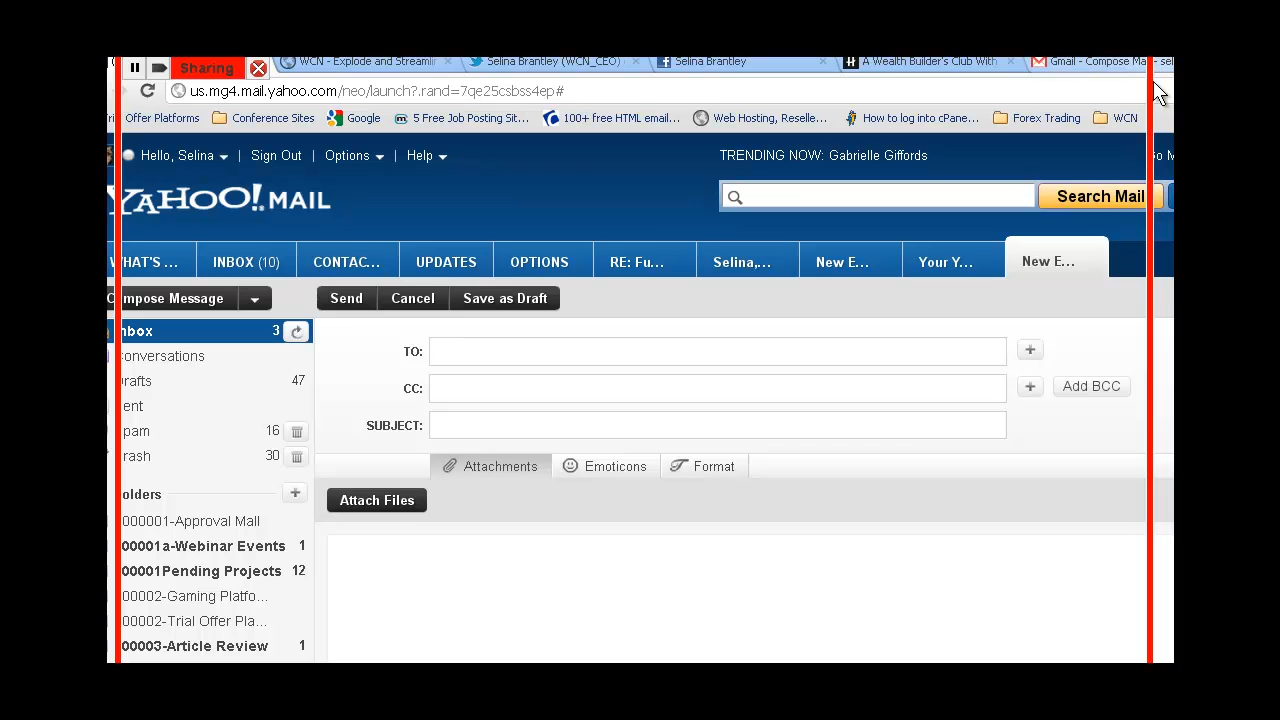 Sharing
WCN - Explode and Streamlin
Selina Brantley (WCN_CEO)
Selina Brantley
A Wealth Builder's Club With
Gmail - Compose Ma - sel
us.mg4.mail.yahoo.com/neo/launch?.rand=7qe25csbss4ep#
Offer Platforms
Conference Sites
Google
5 Free Job Hosting Sit...
100+ free HTML email...
Web Hosting, Reselle...
How to log into cPane...
Forex Trading
WCN
Hello, Selina | Sign Out | Options | Help
TRENDING NOW: Gabrielle Giffords
YAHOO! MAIL
Search Mail
WHAT'S ...
INBOX (10)
CONTAC...
UPDATES
OPTIONS
RE: Fu...
Selina,...
New E...
Your Y...
New E...
ompose Message
Send
Cancel
Save as Draft
nbox 3
onversations
rafts 47
ent
pam 16
rash 30
olders
TO:
CC:
Add BCC
SUBJECT:
Attachments
Emoticons
Format
Attach Files
000001-Approval Mall
00001a-Webinar Events 1
00001Pending Projects 12
00002-Gaming Platfo...
00002-Trial Offer Pla...
00003-Article Review 1